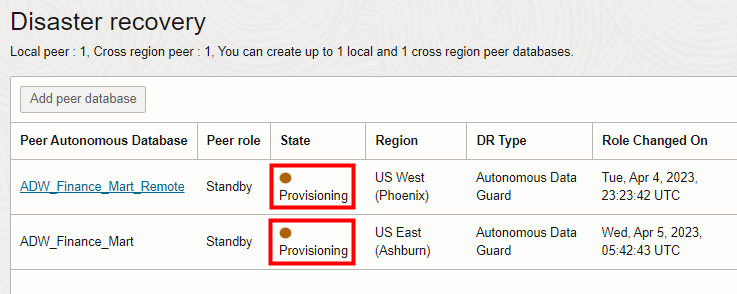 Disaster recovery
Local peer : 1, Cross region peer : 1, You can create up to 1 local and 1 cross region peer databases.
Add peer database
Peer Autonomous Database Peer role State Region DR Type Role Changed On
ADW_Finance_Mart_Remote Standby Provisioning US West (Phoenix) Autonomous Data Guard Tue, Apr 4, 2023, 23:23:42 UTC
ADW_Finance_Mart Standby Provisioning US East (Ashburn) Autonomous Data Guard Wed, Apr 5, 2023, 05:42:43 UTC